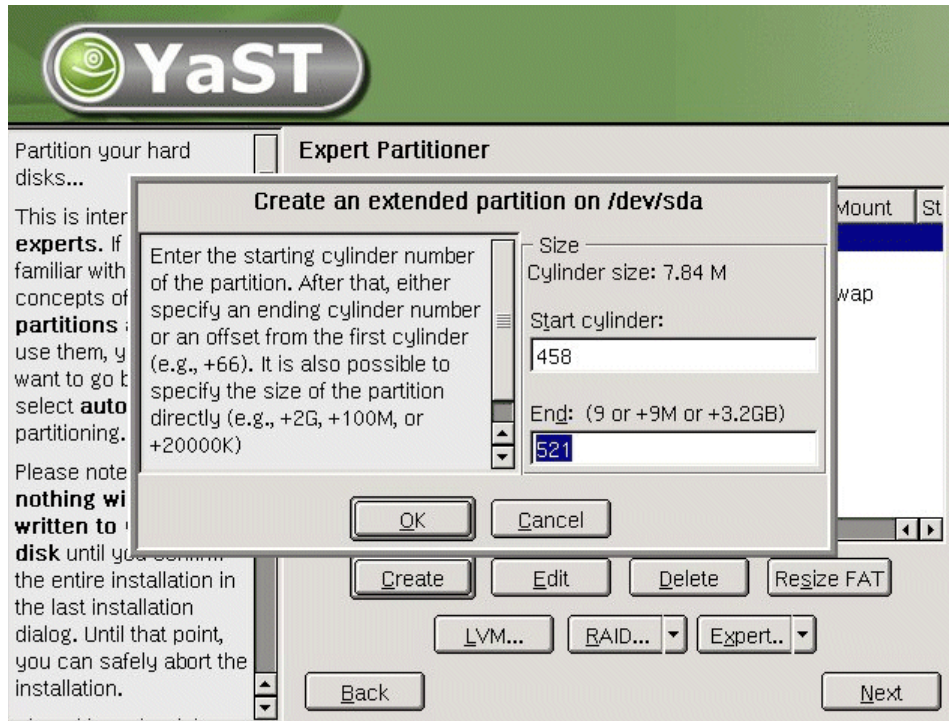 YaST
Partition your hard
disks...
This is inter
experts. If
familiar with
concepts of
partitions
use them, y
want to go b
select auto
partitioning.
Please note
nothing wi
written to
disk until you confirm
the entire installation in
the last installation
dialog. Until that point,
you can safely abort the
installation.
Expert Partitioner
Mount St
wap
Create an extended partition on /dev/sda
Enter the starting cylinder number
of the partition. After that, either
specify an ending cylinder number
or an offset from the first cylinder
(e.g., +66). It is also possible to
specify the size of the partition
directly (e.g., +2G, +100M, or
+20000K)
Size
Cylinder size: 7.84 M
Start cylinder:
458
End: (9 or +9M or +3.2GB)
521
OK Cancel
Create Edit Delete Resize FAT
LVM... RAID... Expert..
Back Next